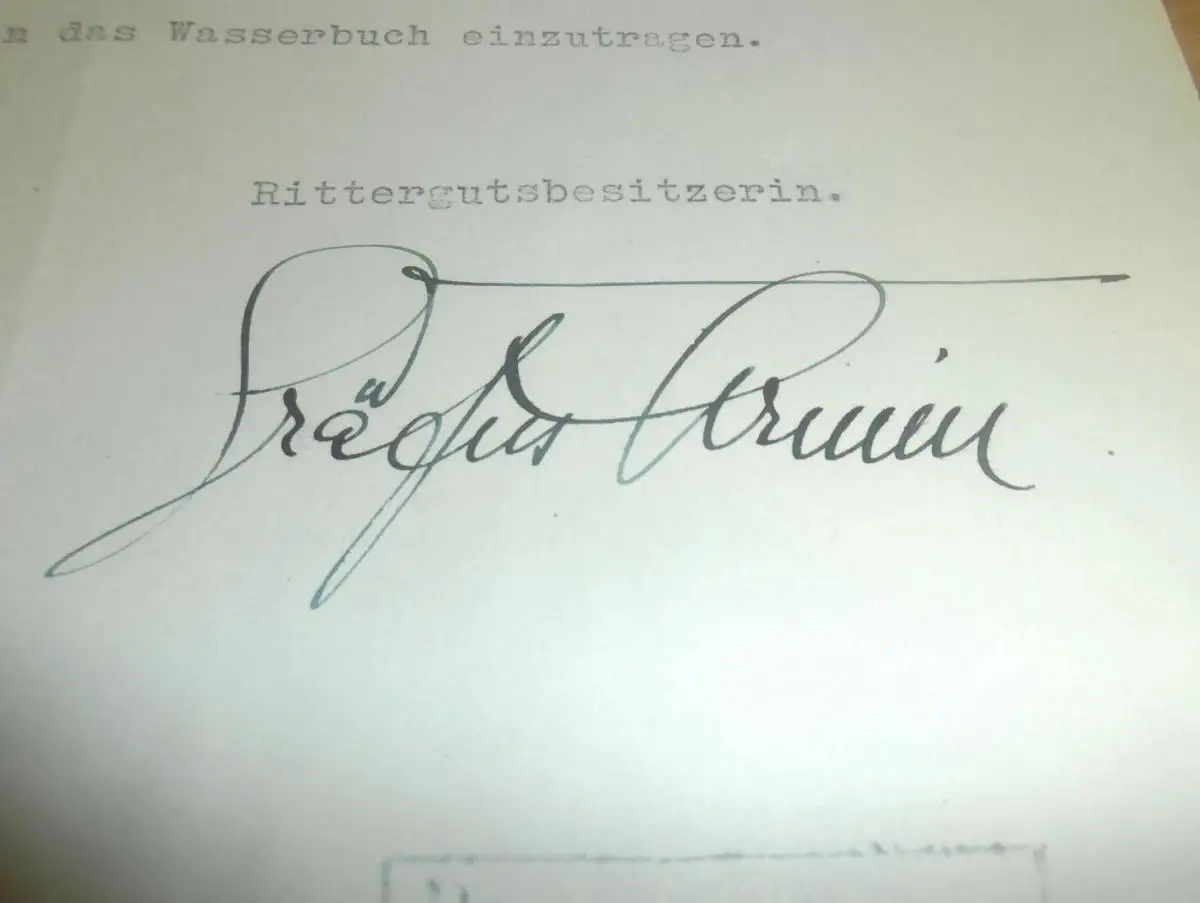 n das Wasserbuch einzutragen.
Rittergutsbesitzerin.
Gräfin Arnim